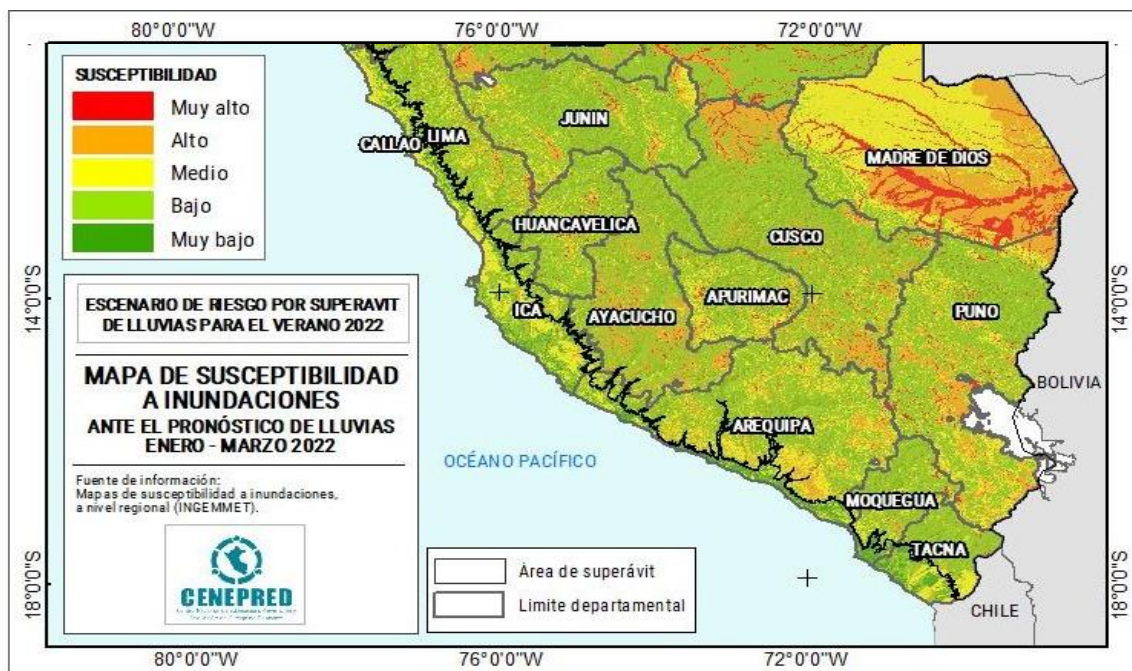 80°0'0"W 76°0'0"W 72°0'0"W
SUSCEPTIBILIDAD
Muy alto
Alto
Medio
Bajo
Muy bajo
JUNIN
CALLAO
LIMA
MADRE DE DIOS
HUANCAVELICA
CUSCO
14°0'0"S
ICA
AYACUCHO
APURIMAC
PUNO
14°0'0"S
BOLIVIA
AREQUIPA
OCÉANO PACÍFICO
MOQUEGUA
TACNA
CHILE
ESCENARIO DE RIESGO POR SUPERAVIT
DE LLUVIAS PARA EL VERANO 2022
MAPA DE SUSCEPTIBILIDAD
A INUNDACIONES
ANTE EL PRONÓSTICO DE LLUVIAS
ENERO - MARZO 2022
Fuente de información:
Mapas de susceptibilidad a inundaciones,
a nivel regional (INGEMMET).
CENEPRED
Área de superávit
Limite departamental
18°0'0"S
18°0'0"S
80°0'0"W 76°0'0"W 72°0'0"W